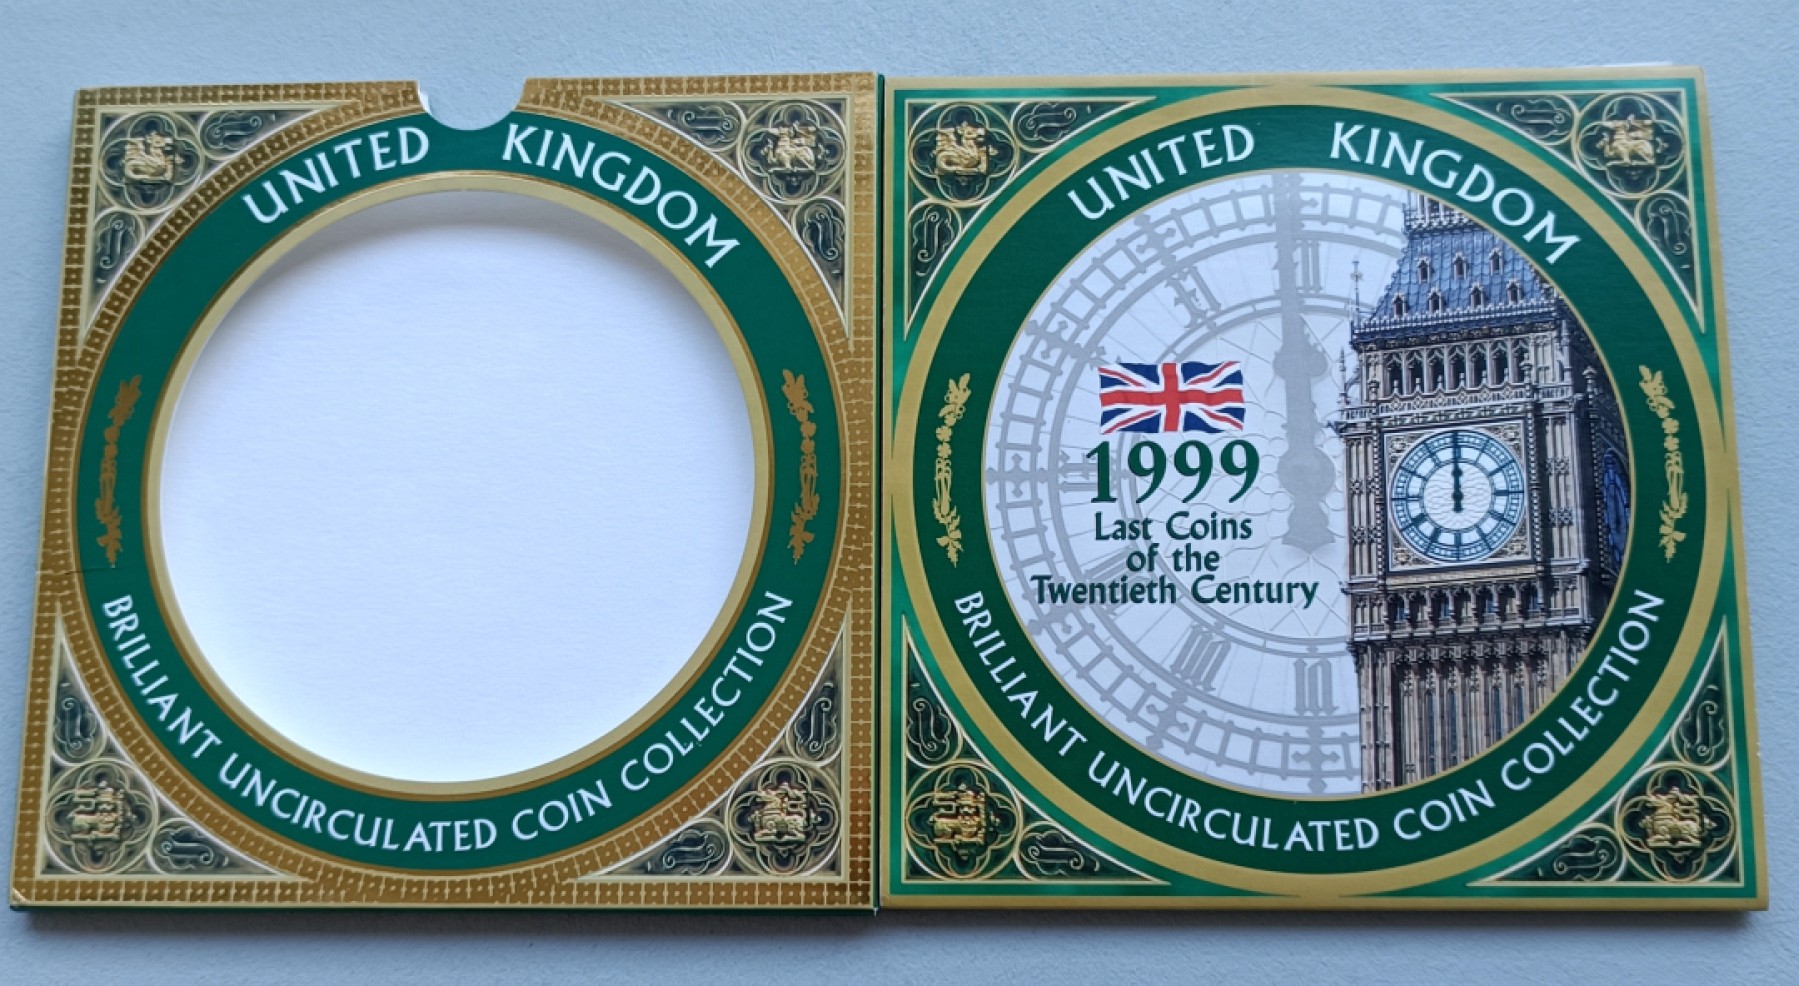 UNITED KINGDOM
BRILLIANT UNCIRCULATED COIN COLLECTION
UNITED KINGDOM
1999
Last Coins
of the
Twentieth Century
BRILLIANT UNCIRCULATED COIN COLLECTION